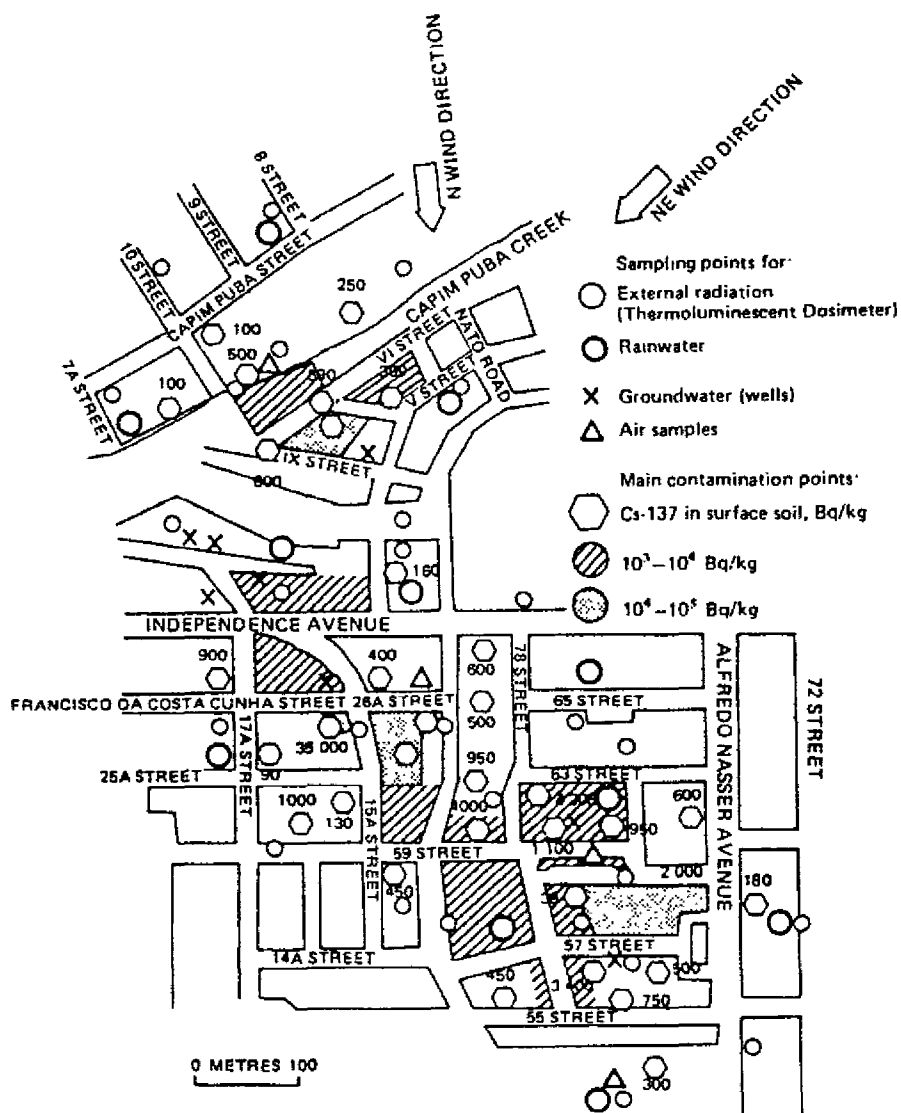 N WIND DIRECTION
NE WIND DIRECTION
8 STREET
9 STREET
10 STREET
CAPIM PUBA STREET
CAPIM PUBA CREEK
7A STREET
VI STREET
V STREET
NATO ROAD
IX STREET
250
100
500
100
600
160
Sampling points for:
External radiation
(Thermoluminescent Dosimeter)
Rainwater
Groundwater (wells)
Air samples
Main contamination points:
Cs-137 in surface soil, Bq/kg
10³–10⁴ Bq/kg
10⁴–10⁵ Bq/kg
INDEPENDENCE AVENUE
900
400
600
78 STREET
ALFREDO NASSER AVENUE
72 STREET
FRANCISCO DA COSTA CUNHA STREET
26A STREET
65 STREET
17A STREET
35 000
500
25A STREET
90
950
63 STREET
1000
130
15A STREET
1000
600
950
1 100
59 STREET
2 000
450
180
57 STREET
14A STREET
450
500
750
55 STREET
0 METRES 100
300